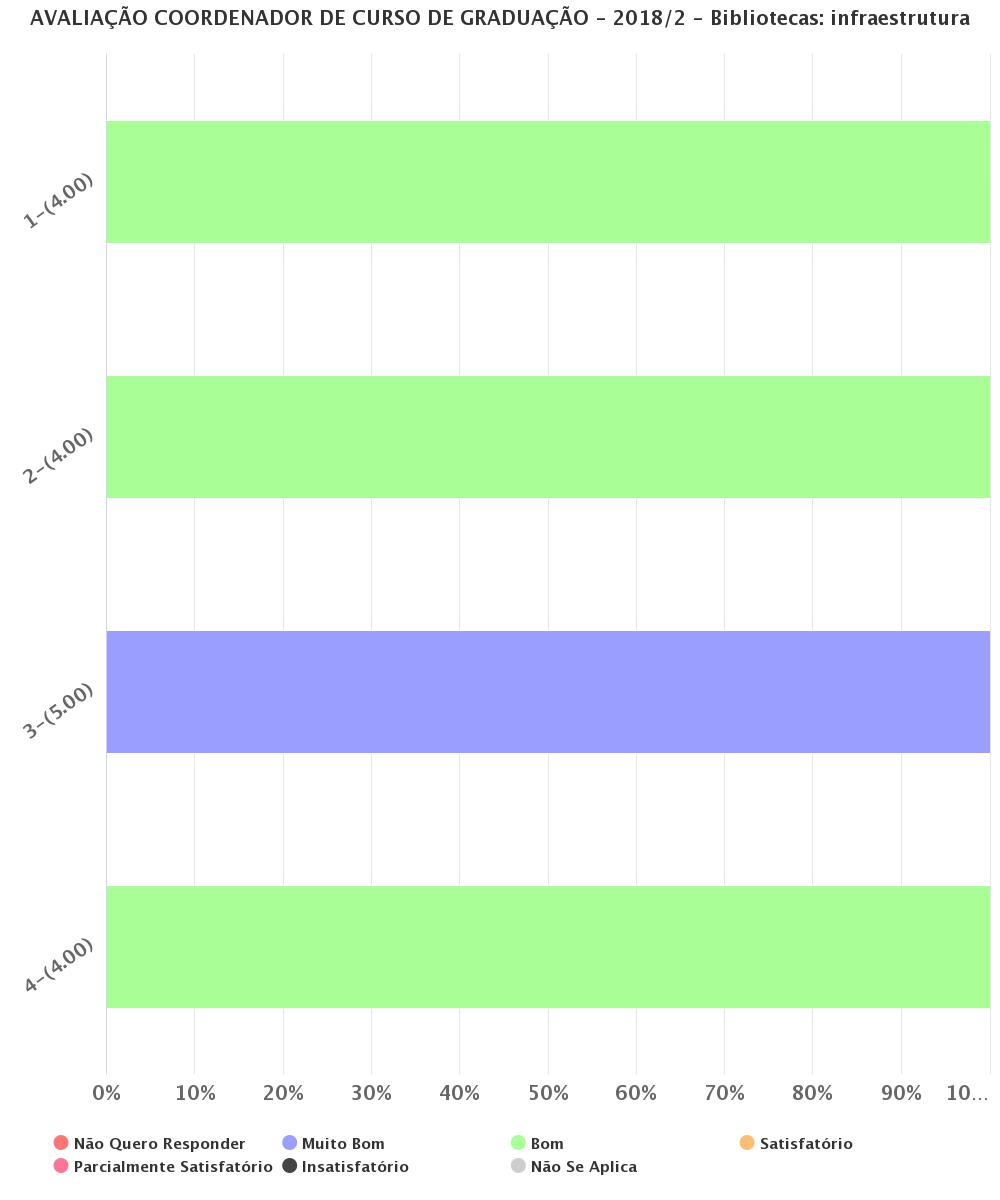 AVALIAÇÃO COORDENADOR DE CURSO DE GRADUAÇÃO - 2018/2 - Bibliotecas: infraestrutura
1-(4.00)
2-(4.00)
3-(5.00)
4-(4.00)
0% 10% 20% 30% 40% 50% 60% 70% 80% 90% 10...
Não Quero Responder Muito Bom Bom Satisfatório
Parcialmente Satisfatório Insatisfatório Não Se Aplica